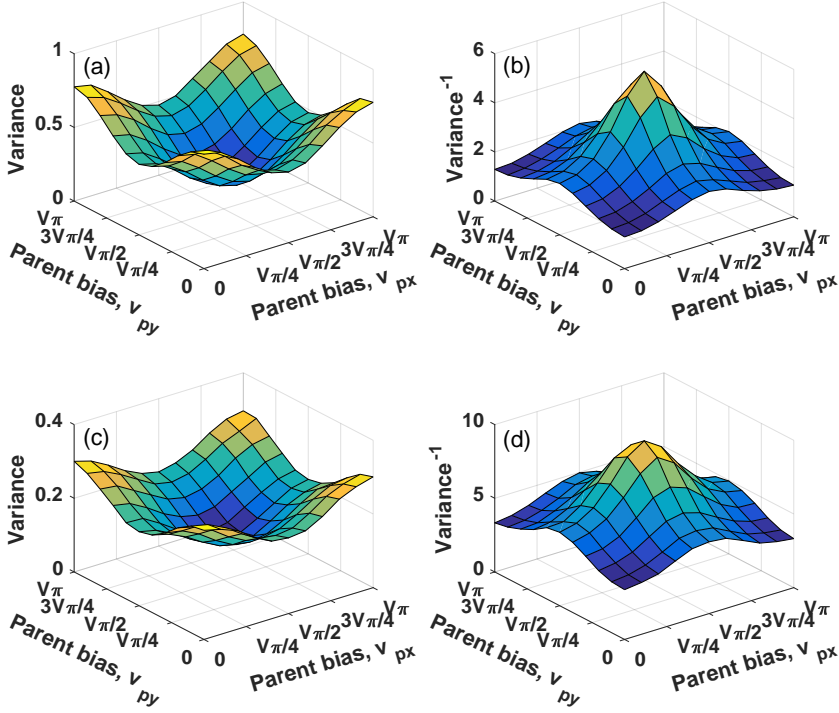 (a)
Variance
1
0.5
0
Vπ
3Vπ/4
Vπ/2
Vπ/4
0
Parent bias, v py
0
Vπ/4
Vπ/2
3Vπ/4
Vπ
Parent bias, v px
(b)
Variance-1
6
4
2
0
Vπ
3Vπ/4
Vπ/2
Vπ/4
0
Parent bias, v py
0
Vπ/4
Vπ/2
3Vπ/4
Vπ
Parent bias, v px
(c)
Variance
0.4
0.2
0
Vπ
3Vπ/4
Vπ/2
Vπ/4
0
Parent bias, v py
0
Vπ/4
Vπ/2
3Vπ/4
Vπ
Parent bias, v px
(d)
Variance-1
10
5
0
Vπ
3Vπ/4
Vπ/2
Vπ/4
0
Parent bias, v py
0
Vπ/4
Vπ/2
3Vπ/4
Vπ
Parent bias, v px